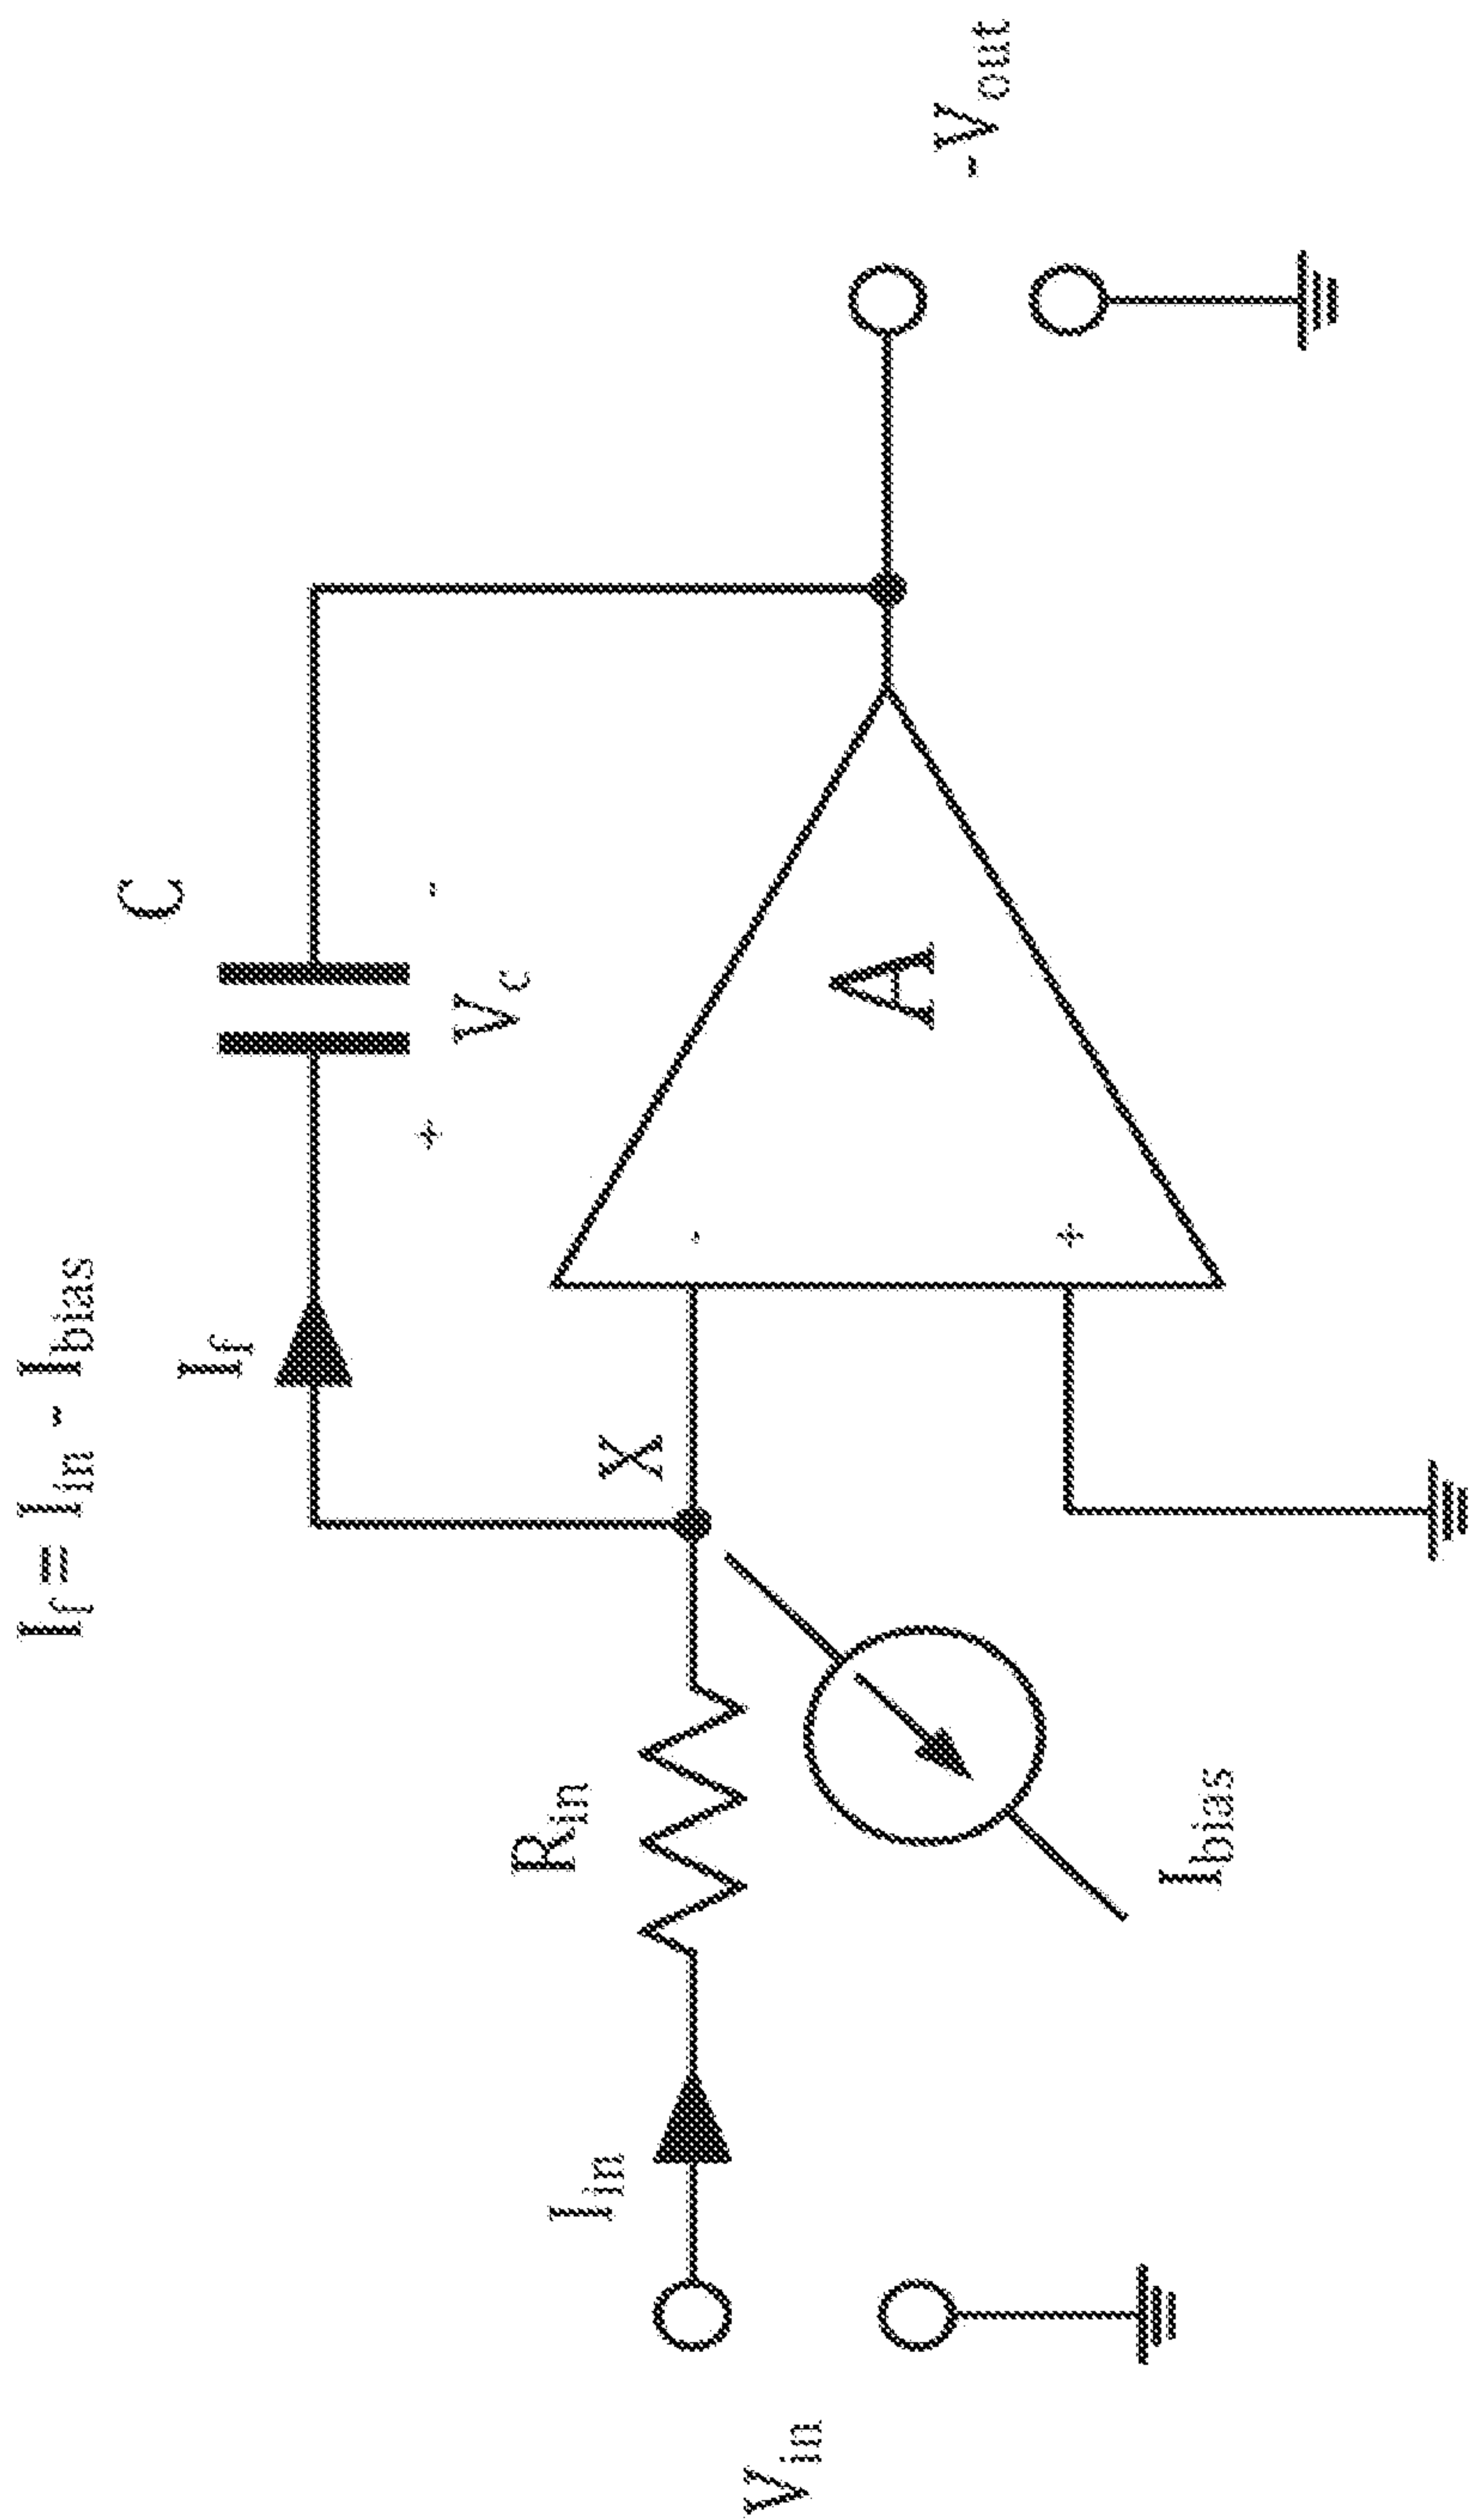 I_f = I_in - I_bias
I_f
C
+ V_c -
R_in
X
I_in
V_in
-
A
+
I_bias
-V_out